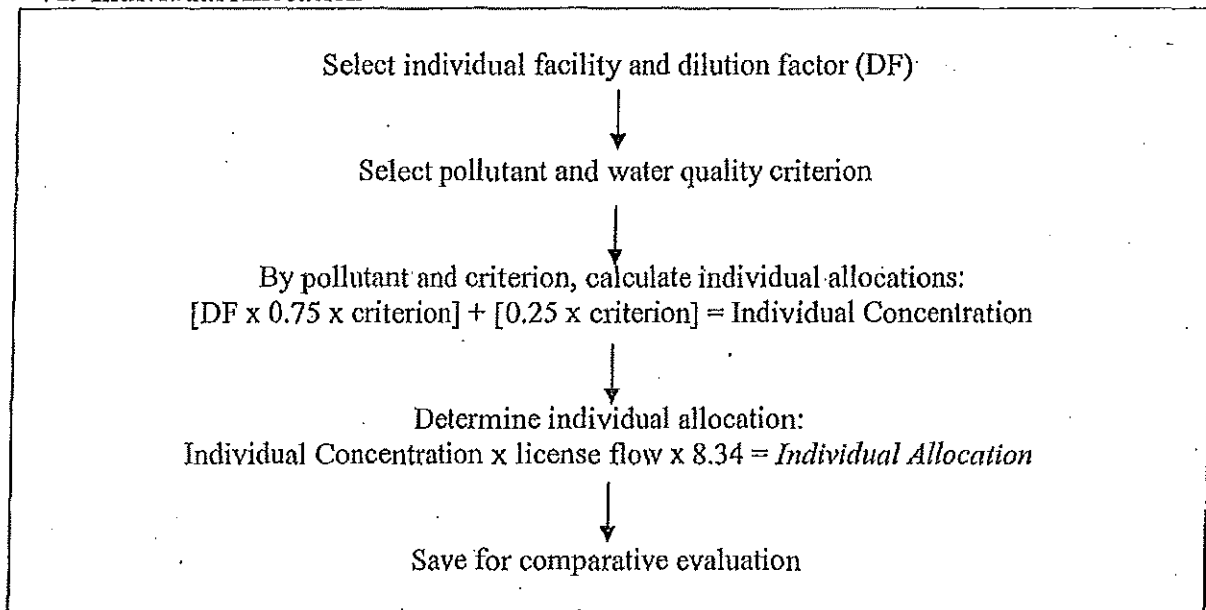 Select individual facility and dilution factor (DF)
Select pollutant and water quality criterion
By pollutant and criterion, calculate individual allocations:
[DF x 0.75 x criterion] + [0.25 x criterion] = Individual Concentration
Determine individual allocation:
Individual Concentration x license flow x 8.34 = Individual Allocation
Save for comparative evaluation